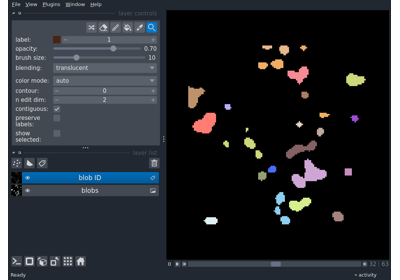 File View Plugins Window Help
layer controls
label: 1
opacity: 0.70
brush size: 10
blending: translucent
color mode: auto
contour: 0
n edit dim: 2
contiguous:
preserve
labels:
show
selected:
layer list
blob ID
blobs
32 63
Ready
activity